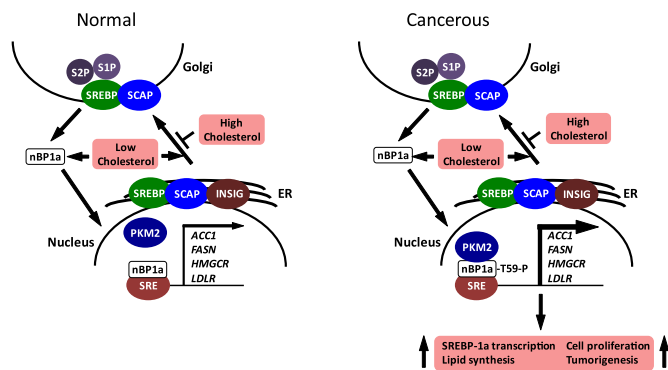 Normal
S2P
S1P
SREBP
SCAP
Golgi
High
Cholesterol
nBP1a
Low
Cholesterol
SREBP
SCAP
INSIG
ER
Nucleus
PKM2
ACC1
FASN
HMGCR
LDLR
nBP1a
SRE
Cancerous
S2P
S1P
SREBP
SCAP
Golgi
High
Cholesterol
nBP1a
Low
Cholesterol
SREBP
SCAP
INSIG
ER
Nucleus
PKM2
ACC1
FASN
HMGCR
LDLR
nBP1a-T59-P
SRE
SREBP-1a transcription Cell proliferation
Lipid synthesis Tumorigenesis